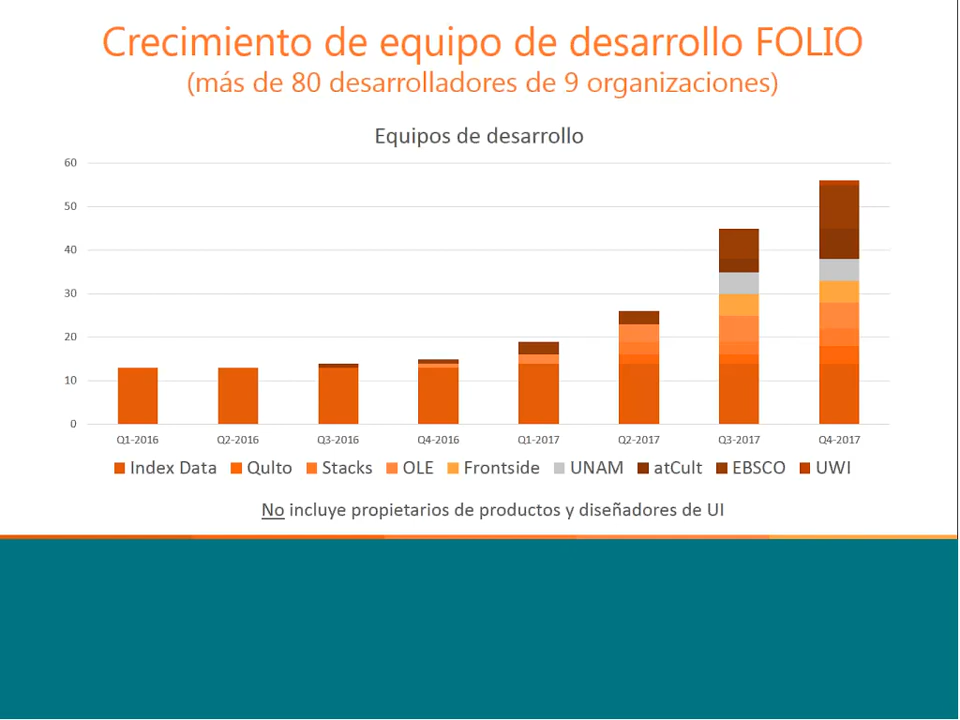 Crecimiento de equipo de desarrollo FOLIO
(más de 80 desarrolladores de 9 organizaciones)
Equipos de desarrollo
60
50
40
30
20
10
0
Q1-2016 Q2-2016 Q3-2016 Q4-2016 Q1-2017 Q2-2017 Q3-2017 Q4-2017
Index Data Qulto Stacks OLE Frontside UNAM atCult EBSCO UWI
No incluye propietarios de productos y diseñadores de UI